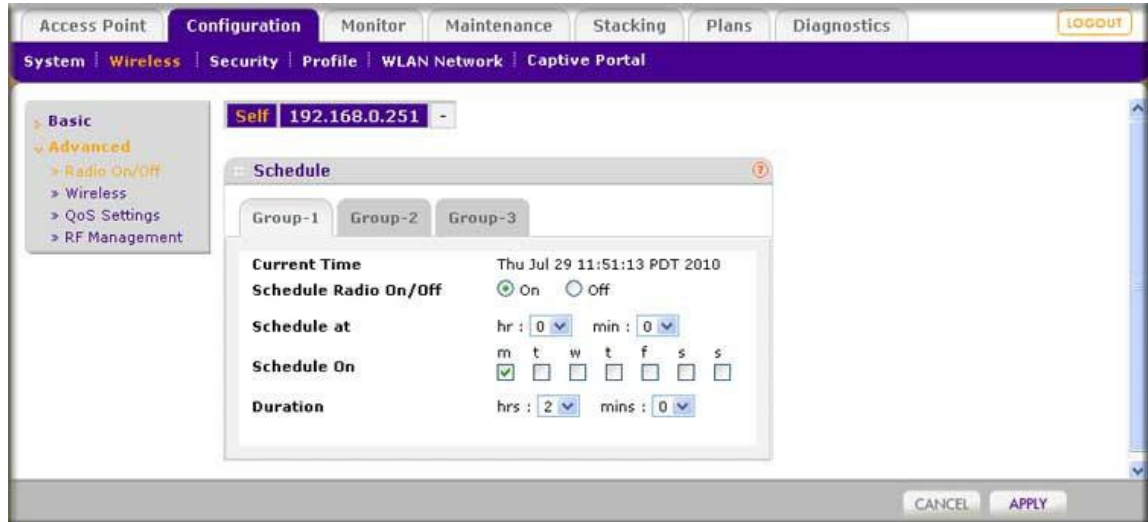 Access Point Configuration Monitor Maintenance Stacking Plans Diagnostics LOGOUT
System Wireless Security Profile WLAN Network Captive Portal
Basic
Advanced
» Radio On/Off
» Wireless
» QoS Settings
» RF Management
Self 192.168.0.251 -
Schedule ?
Group-1 Group-2 Group-3
Current Time Thu Jul 29 11:51:13 PDT 2010
Schedule Radio On/Off On Off
Schedule at hr : 0 min : 0
m t w t f s s
Schedule On
Duration hrs : 2 mins : 0
CANCEL APPLY